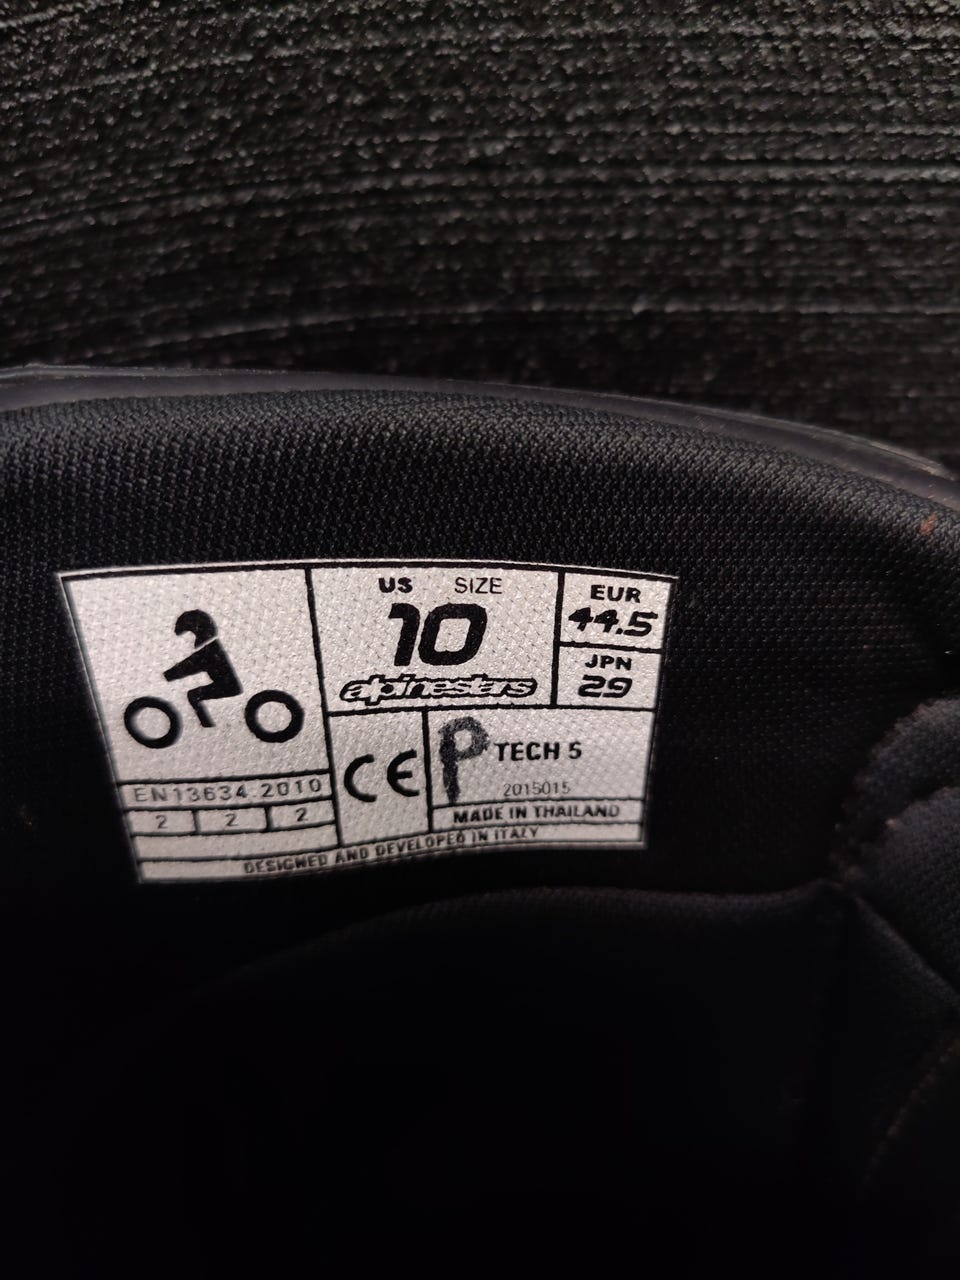 US SIZE
10
alpinestars
EUR
44.5
JPN
29
EN13634:2010
2 2 2
CE
P
TECH 5
2015015
MADE IN THAILAND
DESIGNED AND DEVELOPED IN ITALY